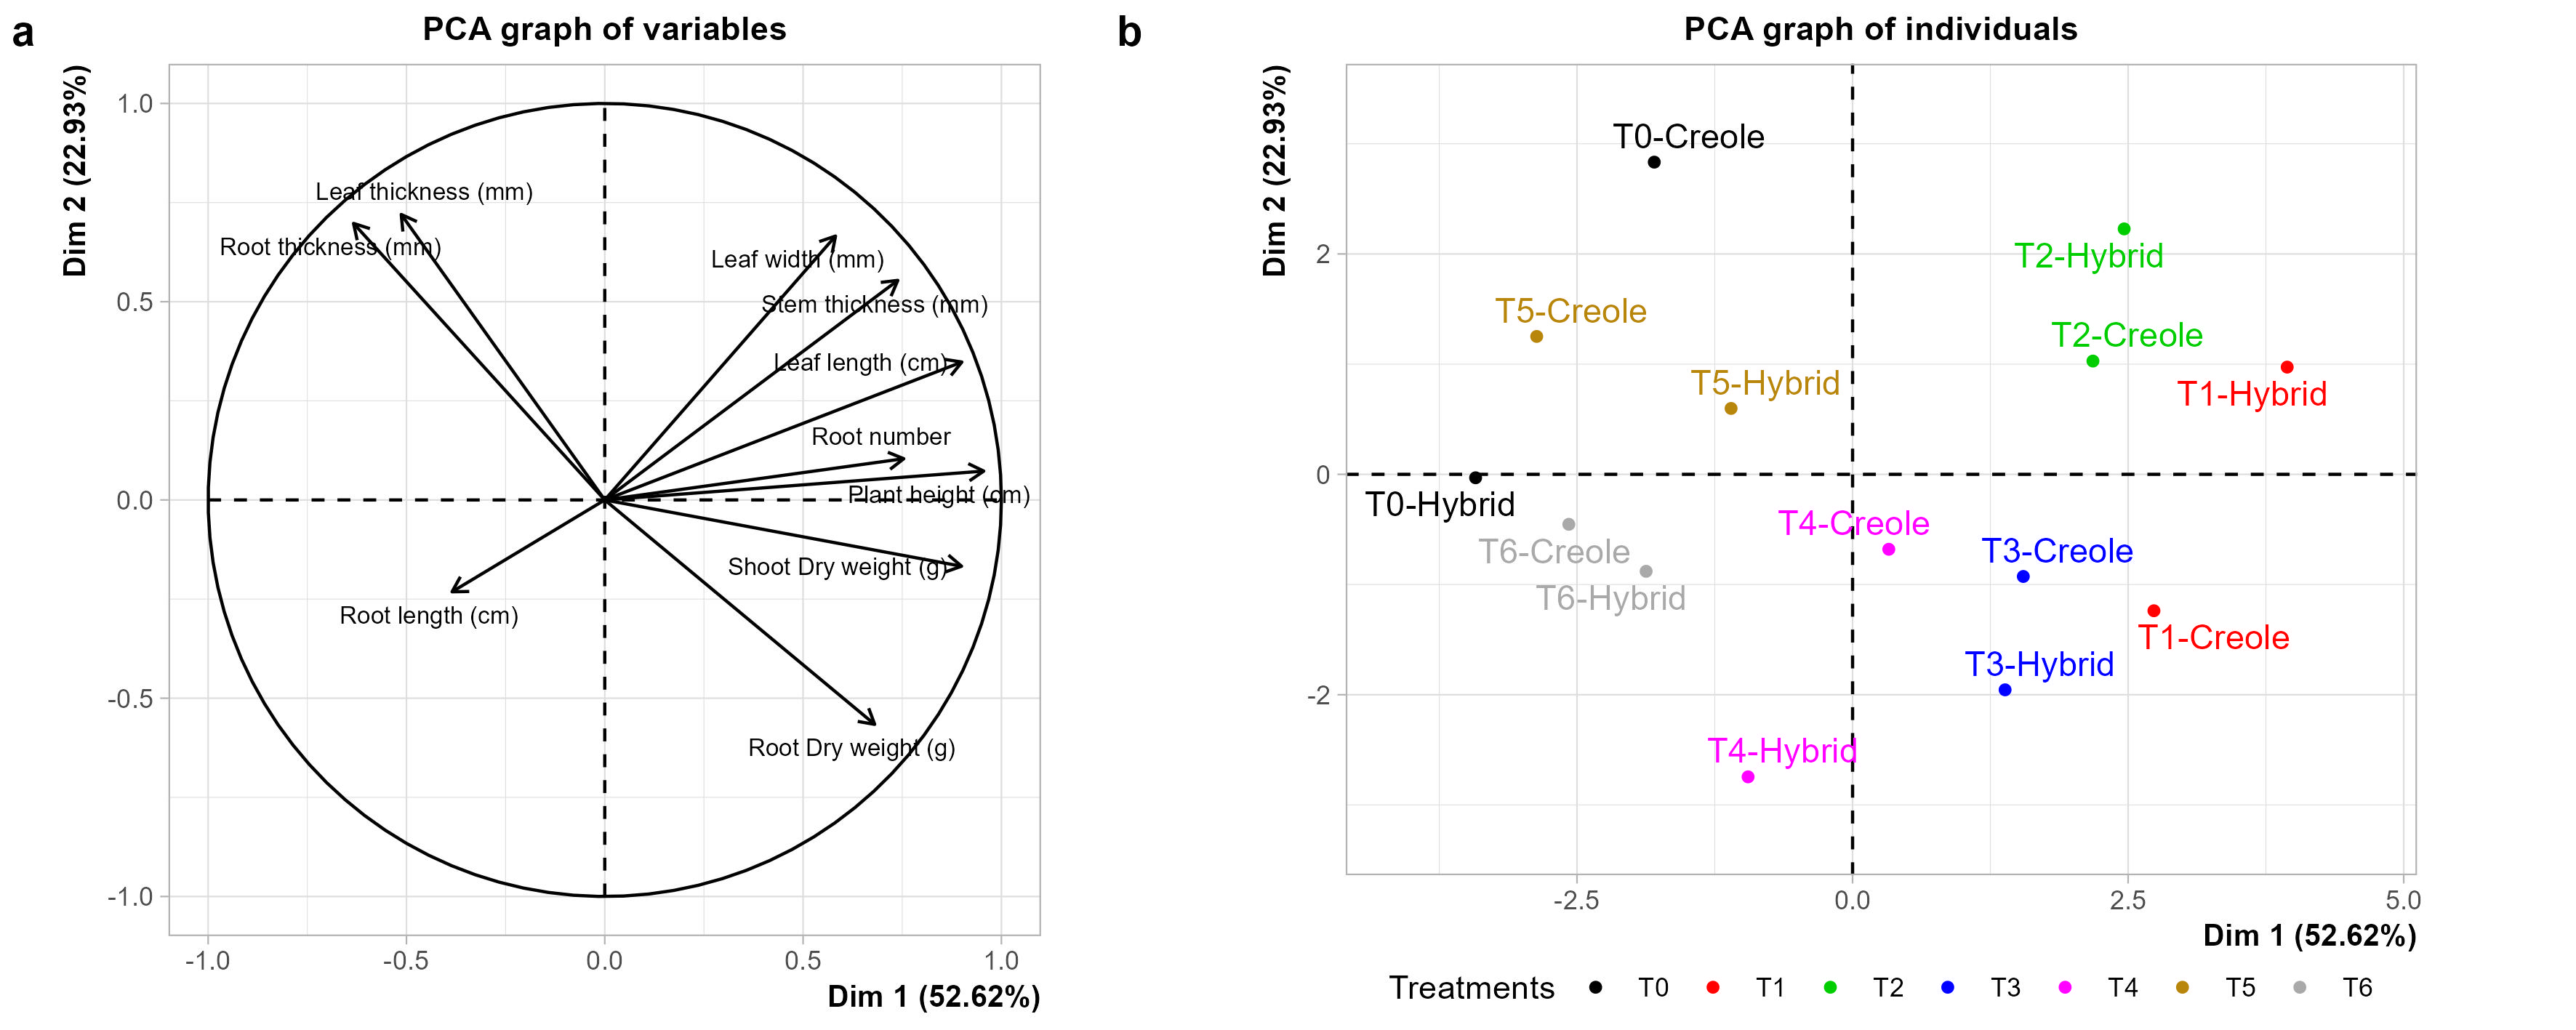 a
PCA graph of variables
Dim 2 (22.93%)
1.0
0.5
0.0
-0.5
-1.0
Leaf thickness (mm)
Root thickness (mm)
Leaf width (mm)
Stem thickness (mm)
Leaf length (cm)
Root number
Plant height (cm)
Shoot Dry weight (g)
Root length (cm)
Root Dry weight (g)
-1.0 -0.5 0.0 0.5 1.0
Dim 1 (52.62%)
b
PCA graph of individuals
Dim 2 (22.93%)
2
0
-2
T0-Creole
T2-Hybrid
T5-Creole
T2-Creole
T5-Hybrid
T1-Hybrid
T0-Hybrid
T4-Creole
T6-Creole
T3-Creole
T6-Hybrid
T1-Creole
T3-Hybrid
T4-Hybrid
-2.5 0.0 2.5 5.0
Dim 1 (52.62%)
Treatments T0 T1 T2 T3 T4 T5 T6